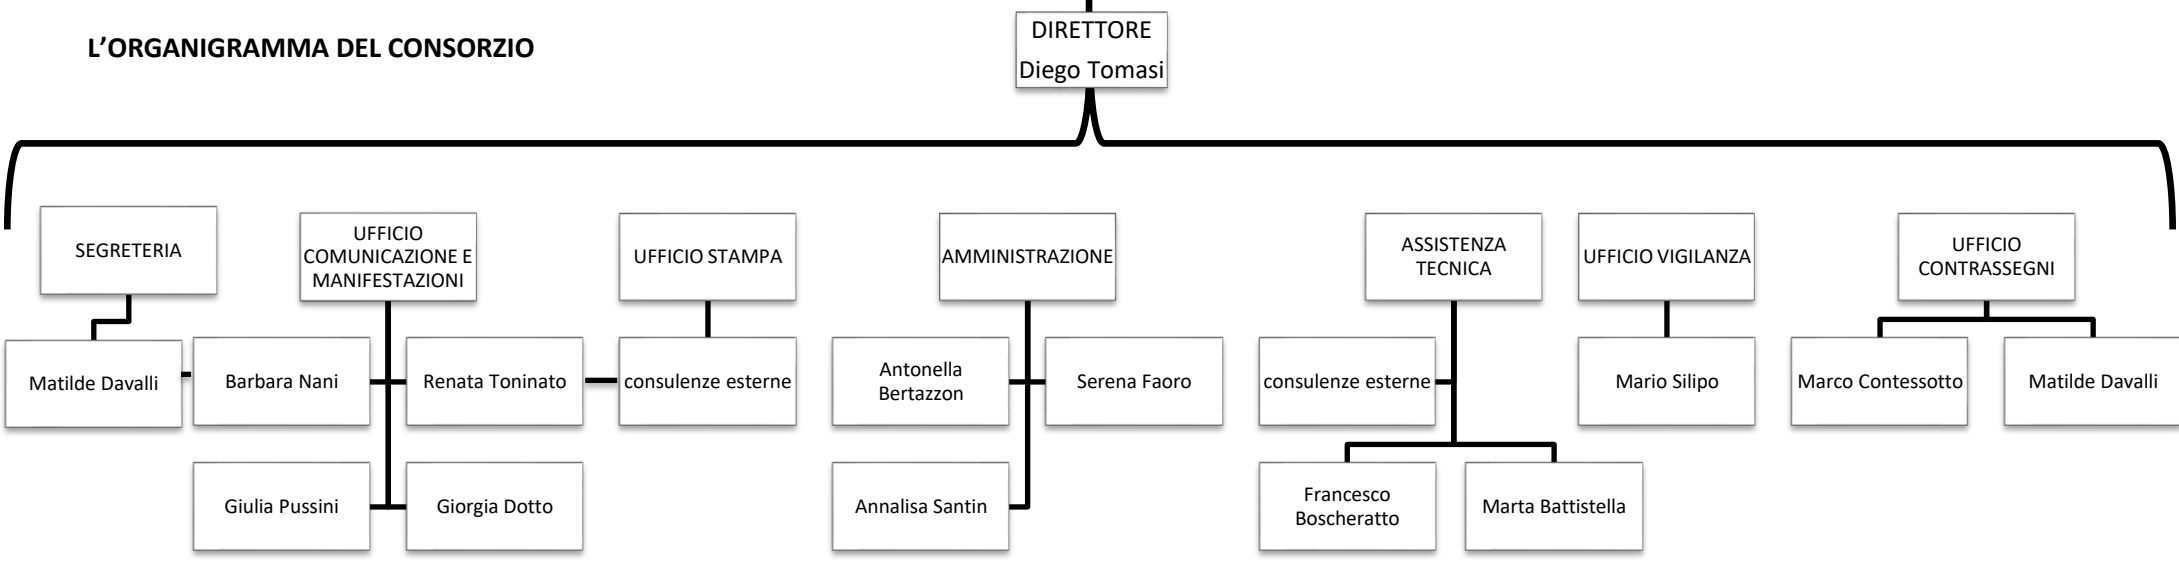 L’ORGANIGRAMMA DEL CONSORZIO
DIRETTORE
Diego Tomasi
SEGRETERIA
UFFICIO
COMUNICAZIONE E
MANIFESTAZIONI
UFFICIO STAMPA
AMMINISTRAZIONE
ASSISTENZA
TECNICA
UFFICIO VIGILANZA
UFFICIO
CONTRASSEGNI
Matilde Davalli
Barbara Nani
Renata Toninato
consulenze esterne
Antonella
Bertazzon
Serena Faoro
consulenze esterne
Mario Silipo
Marco Contessotto
Matilde Davalli
Giulia Pussini
Giorgia Dotto
Annalisa Santin
Francesco
Boscheratto
Marta Battistella